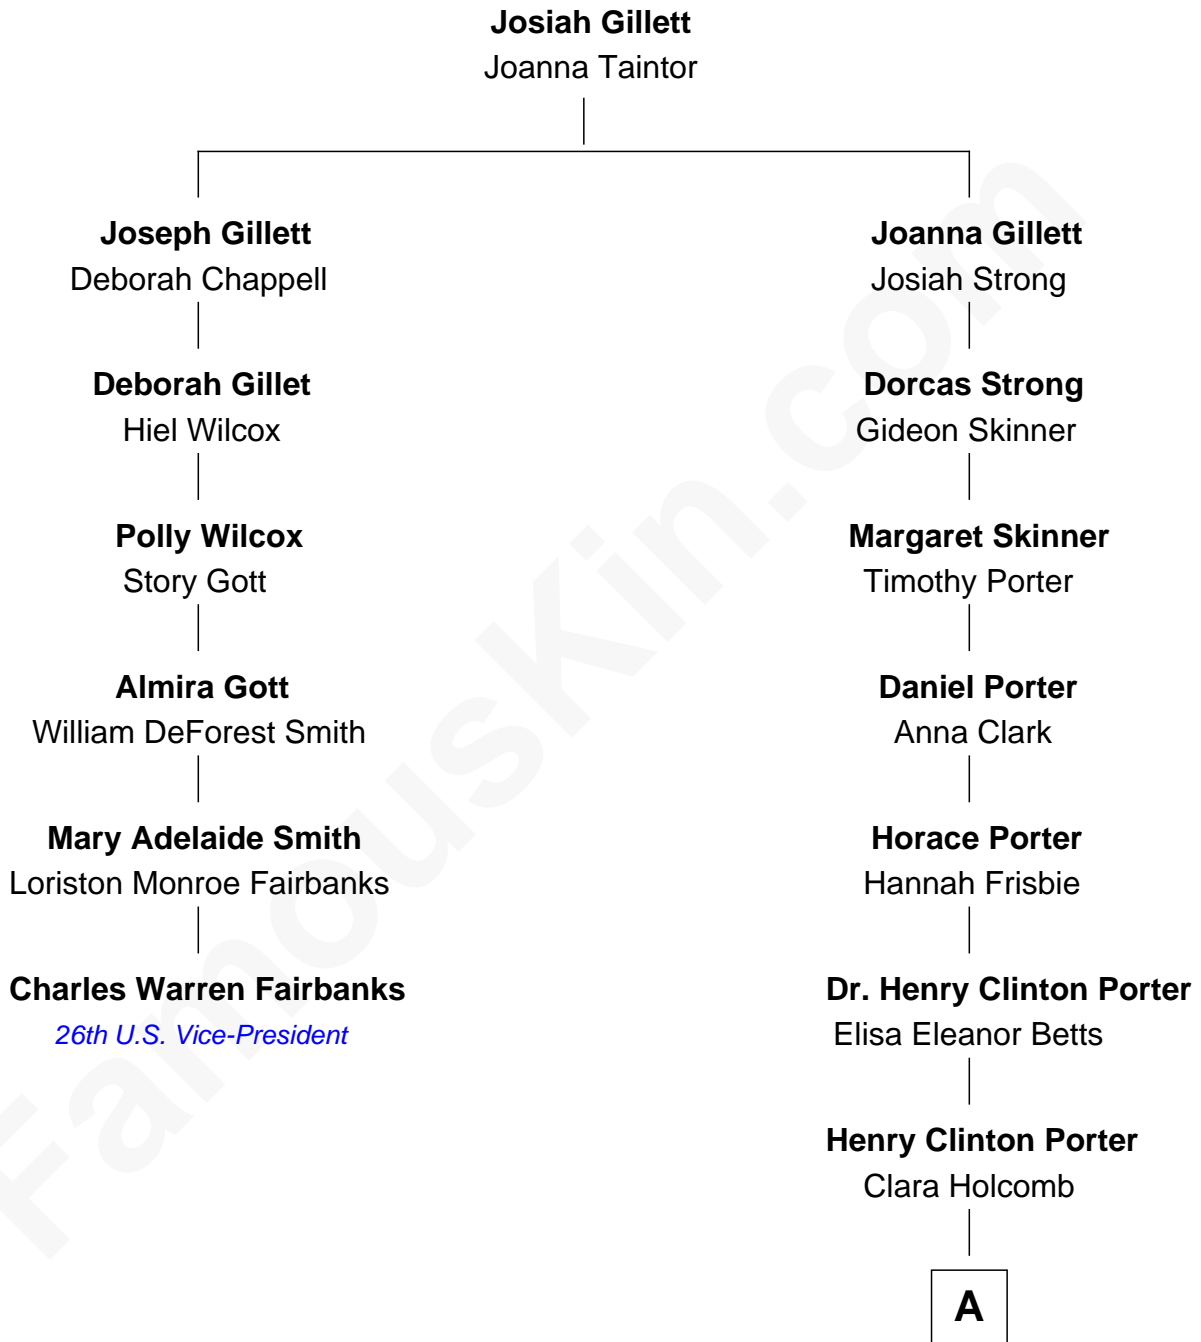 Josiah Gillett
Joanna Taintor
Joseph Gillett
Deborah Chappell
Joanna Gillett
Josiah Strong
Deborah Gillet
Hiel Wilcox
Dorcas Strong
Gideon Skinner
Polly Wilcox
Story Gott
Margaret Skinner
Timothy Porter
Almira Gott
William DeForest Smith
Daniel Porter
Anna Clark
Mary Adelaide Smith
Loriston Monroe Fairbanks
Horace Porter
Hannah Frisbie
Charles Warren Fairbanks
26th U.S. Vice-President
Dr. Henry Clinton Porter
Elisa Eleanor Betts
Henry Clinton Porter
Clara Holcomb
A
FamousKin.com